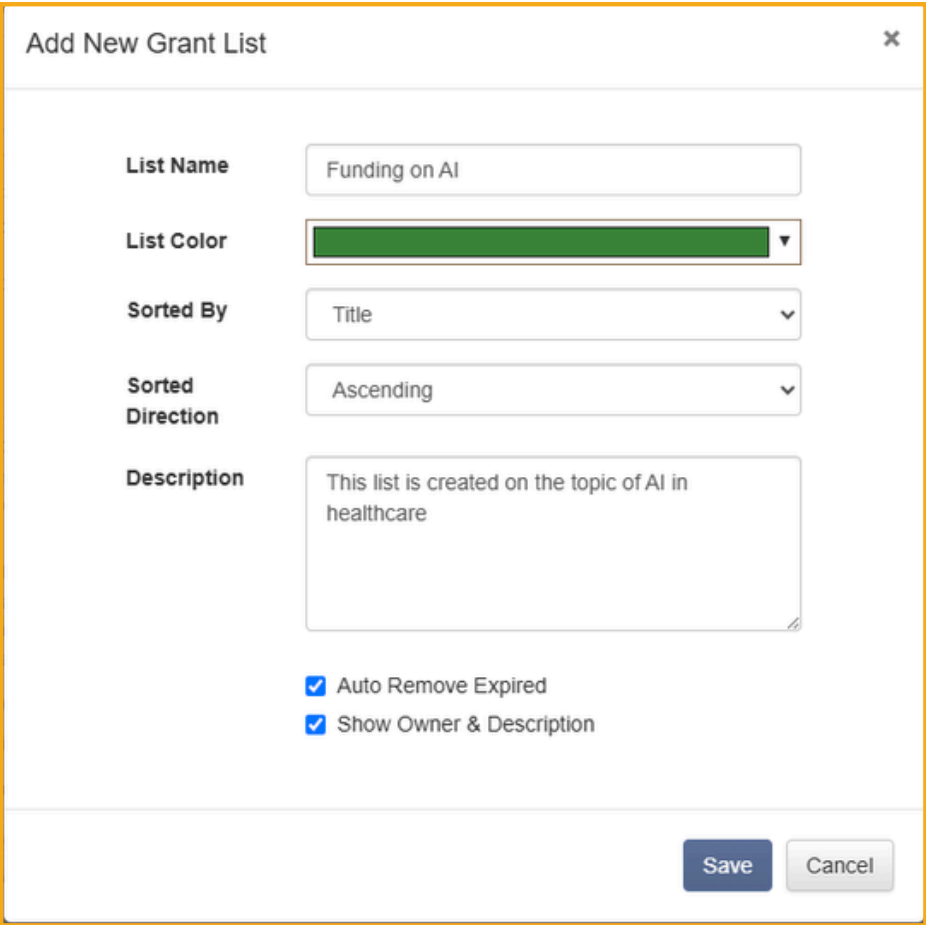 Add New Grant List ×
List Name Funding on AI
List Color
Sorted By Title
Sorted Ascending
Direction
Description This list is created on the topic of AI in
healthcare
Auto Remove Expired
Show Owner & Description
Save Cancel